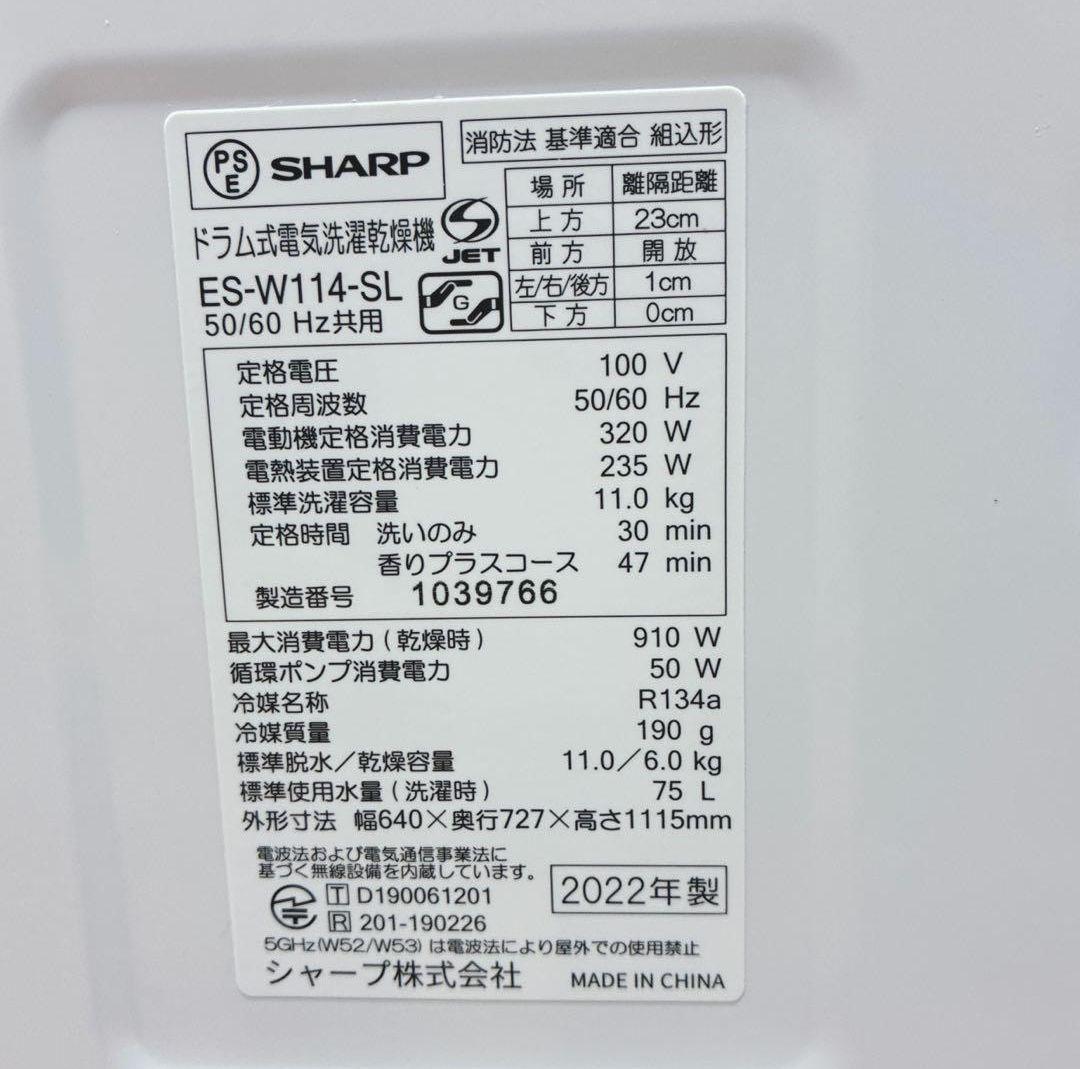 PSE SHARP
消防法 基準適合 組込形
場所 離隔距離
上方 23cm
前方 開放
左/右/後方 1cm
下方 0cm
ドラム式電気洗濯乾燥機
JET
ES-W114-SL
G
50/60 Hz共用
定格電圧 100 V
定格周波数 50/60 Hz
電動機定格消費電力 320 W
電熱装置定格消費電力 235 W
標準洗濯容量 11.0 kg
定格時間 洗いのみ 30 min
香りプラスコース 47 min
製造番号 1039766
最大消費電力(乾燥時) 910 W
循環ポンプ消費電力 50 W
冷媒名称 R134a
冷媒質量 190 g
標準脱水/乾燥容量 11.0/6.0 kg
標準使用水量(洗濯時) 75 L
外形寸法 幅640×奥行727×高さ1115mm
電波法および電気通信事業法に
基づく無線設備を内蔵しています。
T D190061201
R 201-190226
2022年製
5GHz(W52/W53)は電波法により屋外での使用禁止
シャープ株式会社 MADE IN CHINA